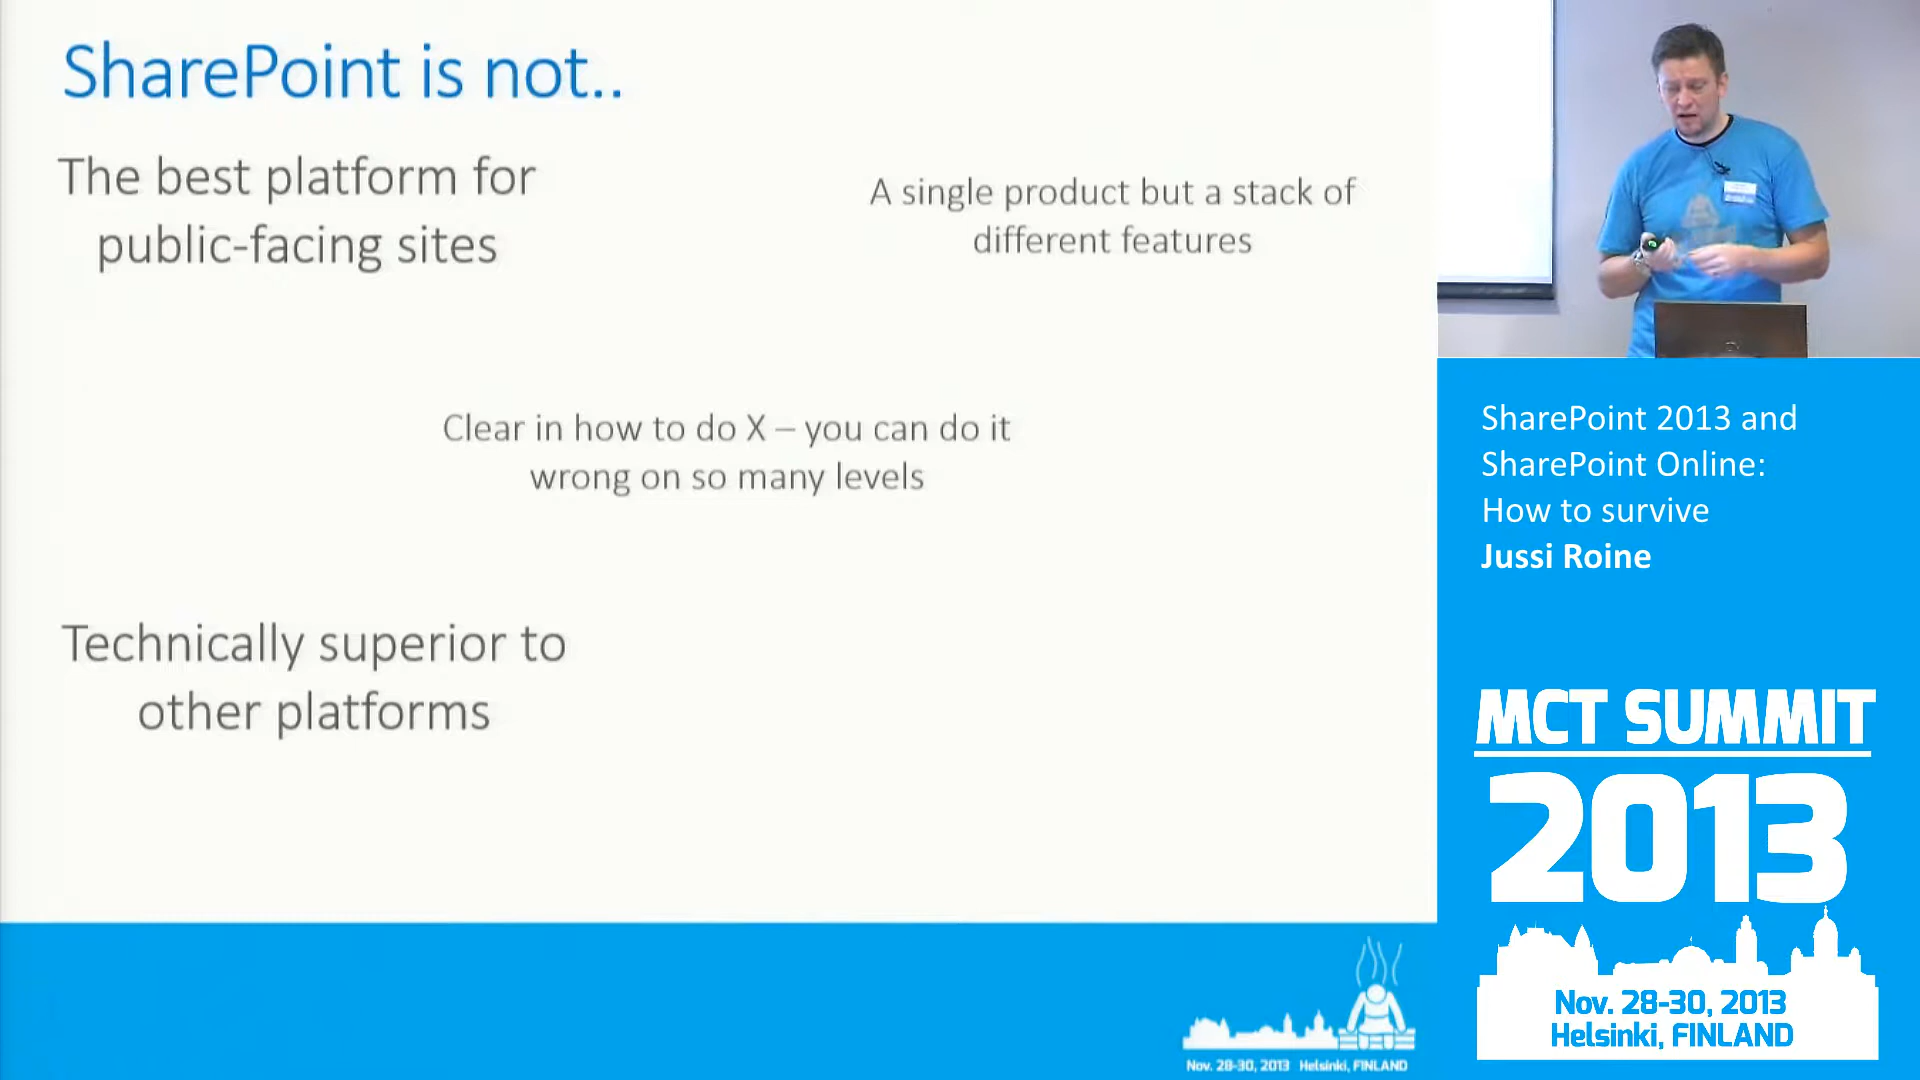 SharePoint is not..
The best platform for
public-facing sites
A single product but a stack of
different features
Clear in how to do X – you can do it
wrong on so many levels
Technically superior to
other platforms
Nov. 28-30, 2013 Helsinki, FINLAND
SharePoint 2013 and
SharePoint Online:
How to survive
Jussi Roine
MCT SUMMIT
2013
Nov. 28-30, 2013
Helsinki, FINLAND